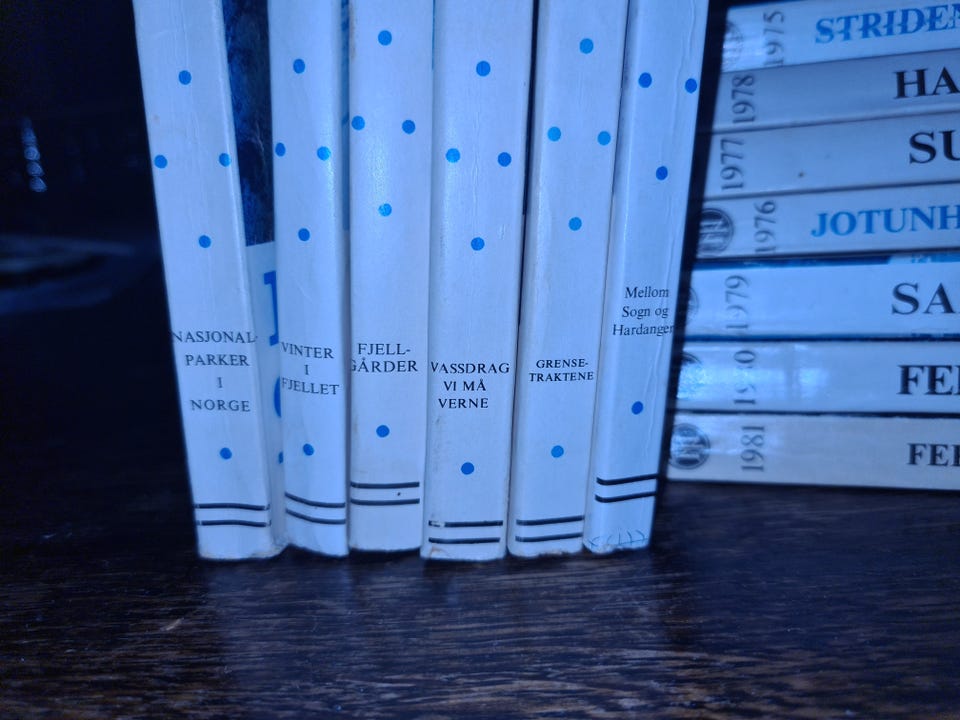 NASJONAL-
PARKER
I
NORGE
VINTER
I
FJELLET
FJELL-
GÅRDER
VASSDRAG
VI MÅ
VERNE
GRENSE-
TRAKTENE
Mellom
Sogn og
Hardanger
1975 STRIDEN
1978 HA
1977 SU
1976 JOTUNH
1979 SA
FE
1981 FE